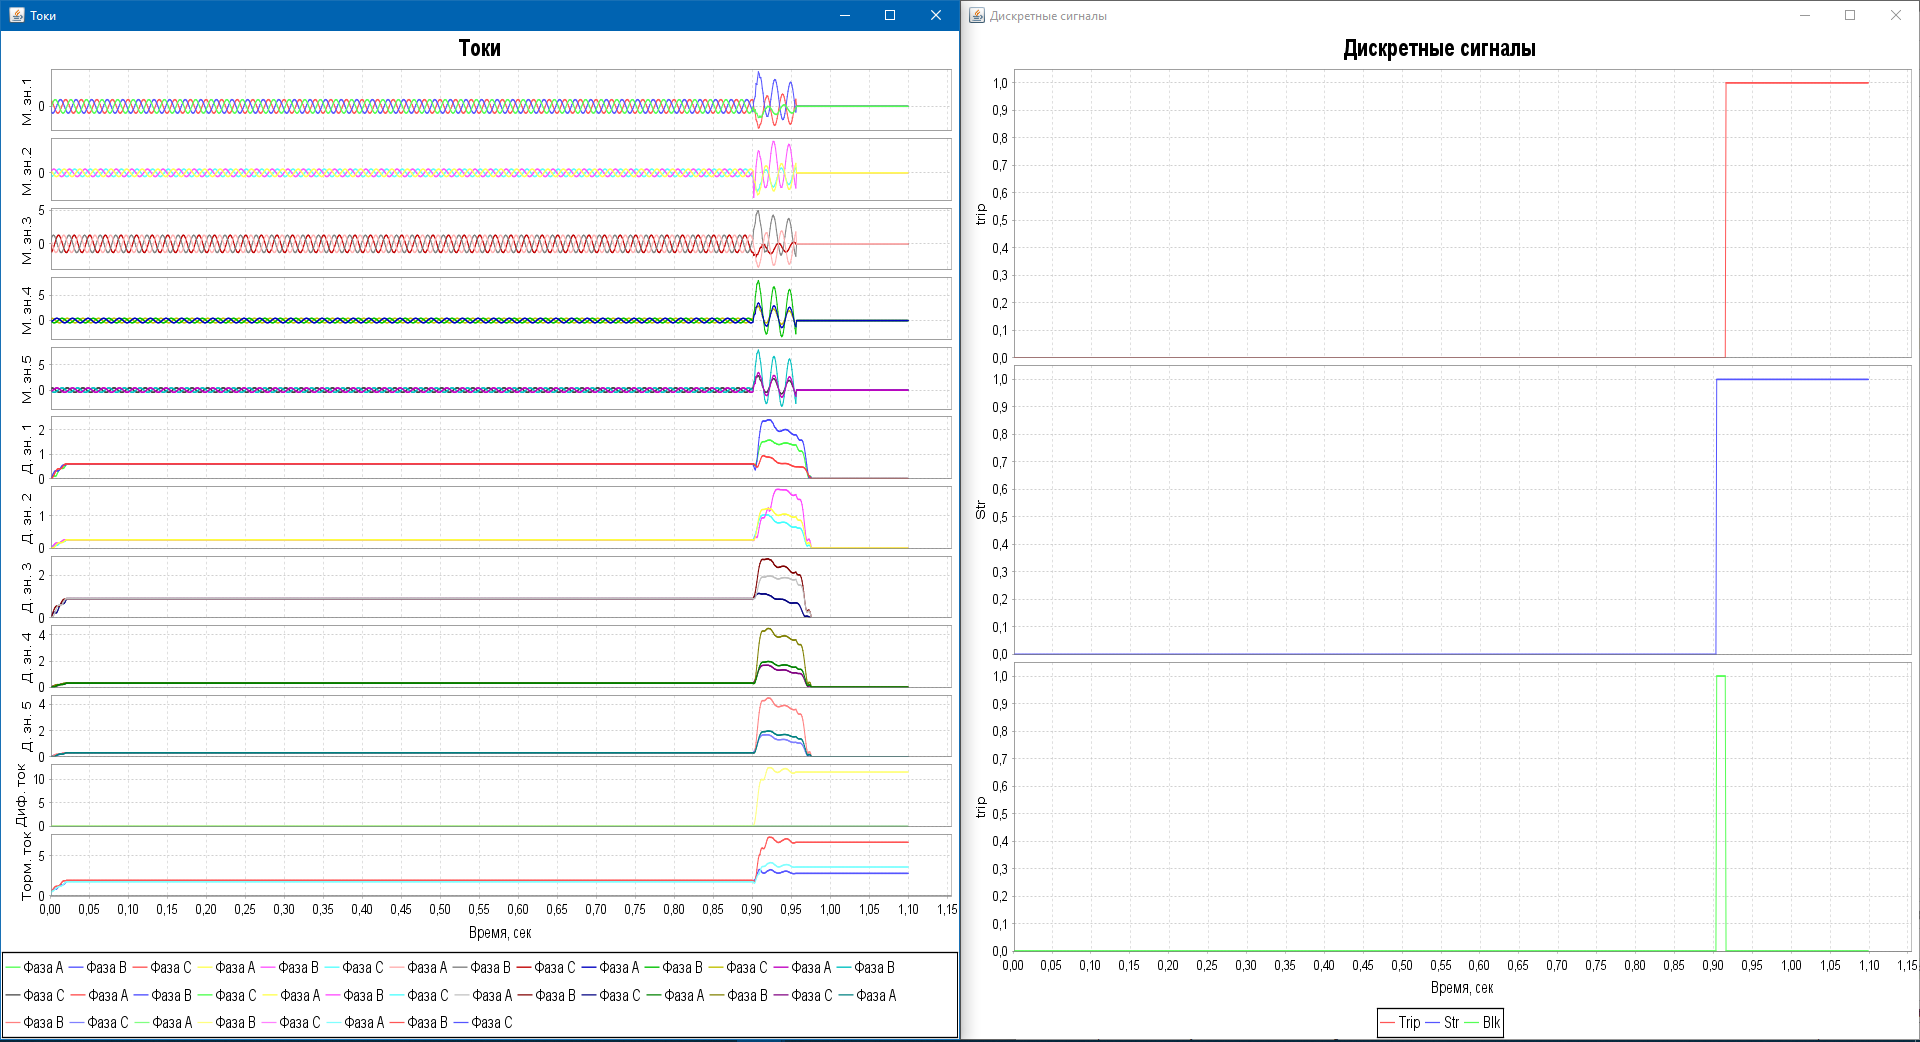 Токи
Токи
М. зн.1
0
М. зн.2
0
М. зн.3
5
0
М. зн.4
5
0
М. зн.5
5
0
Д. зн. 1
2
1
0
Д. зн. 2
1
0
Д. зн. 3
2
0
Д. зн. 4
4
2
0
Д. зн. 5
4
2
0
Диф. ток
10
5
0
Торм. ток
5
0
0,00 0,05 0,10 0,15 0,20 0,25 0,30 0,35 0,40 0,45 0,50 0,55 0,60 0,65 0,70 0,75 0,80 0,85 0,90 0,95 1,00 1,05 1,10 1,15
Время, сек
Фаза A Фаза B Фаза C Фаза A Фаза B Фаза C Фаза A Фаза B Фаза C Фаза A Фаза B Фаза C Фаза A Фаза B
Фаза C Фаза A Фаза B Фаза C Фаза A Фаза B Фаза C Фаза A Фаза B Фаза C Фаза A Фаза B Фаза C Фаза A
Фаза B Фаза C Фаза A Фаза B Фаза C Фаза A Фаза B Фаза C
Дискретные сигналы
Дискретные сигналы
trip
1,0
0,9
0,8
0,7
0,6
0,5
0,4
0,3
0,2
0,1
0,0
Str
1,0
0,9
0,8
0,7
0,6
0,5
0,4
0,3
0,2
0,1
0,0
trip
1,0
0,9
0,8
0,7
0,6
0,5
0,4
0,3
0,2
0,1
0,0
0,00 0,05 0,10 0,15 0,20 0,25 0,30 0,35 0,40 0,45 0,50 0,55 0,60 0,65 0,70 0,75 0,80 0,85 0,90 0,95 1,00 1,05 1,10 1,15
Время, сек
Trip Str Blk